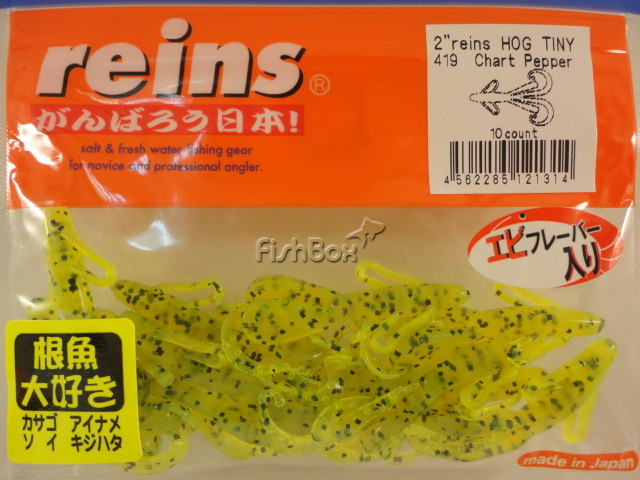 reins®
がんばろう日本!
salt & fresh water fishing gear
for novice and professional angler.
2"reins HOG TINY
419 Chart Pepper
10 count
4 562285 121314
FishBox
エビフレーバー
入り
根魚
大好き
カサゴ アイナメ
ソイ キジハタ
made in Japan